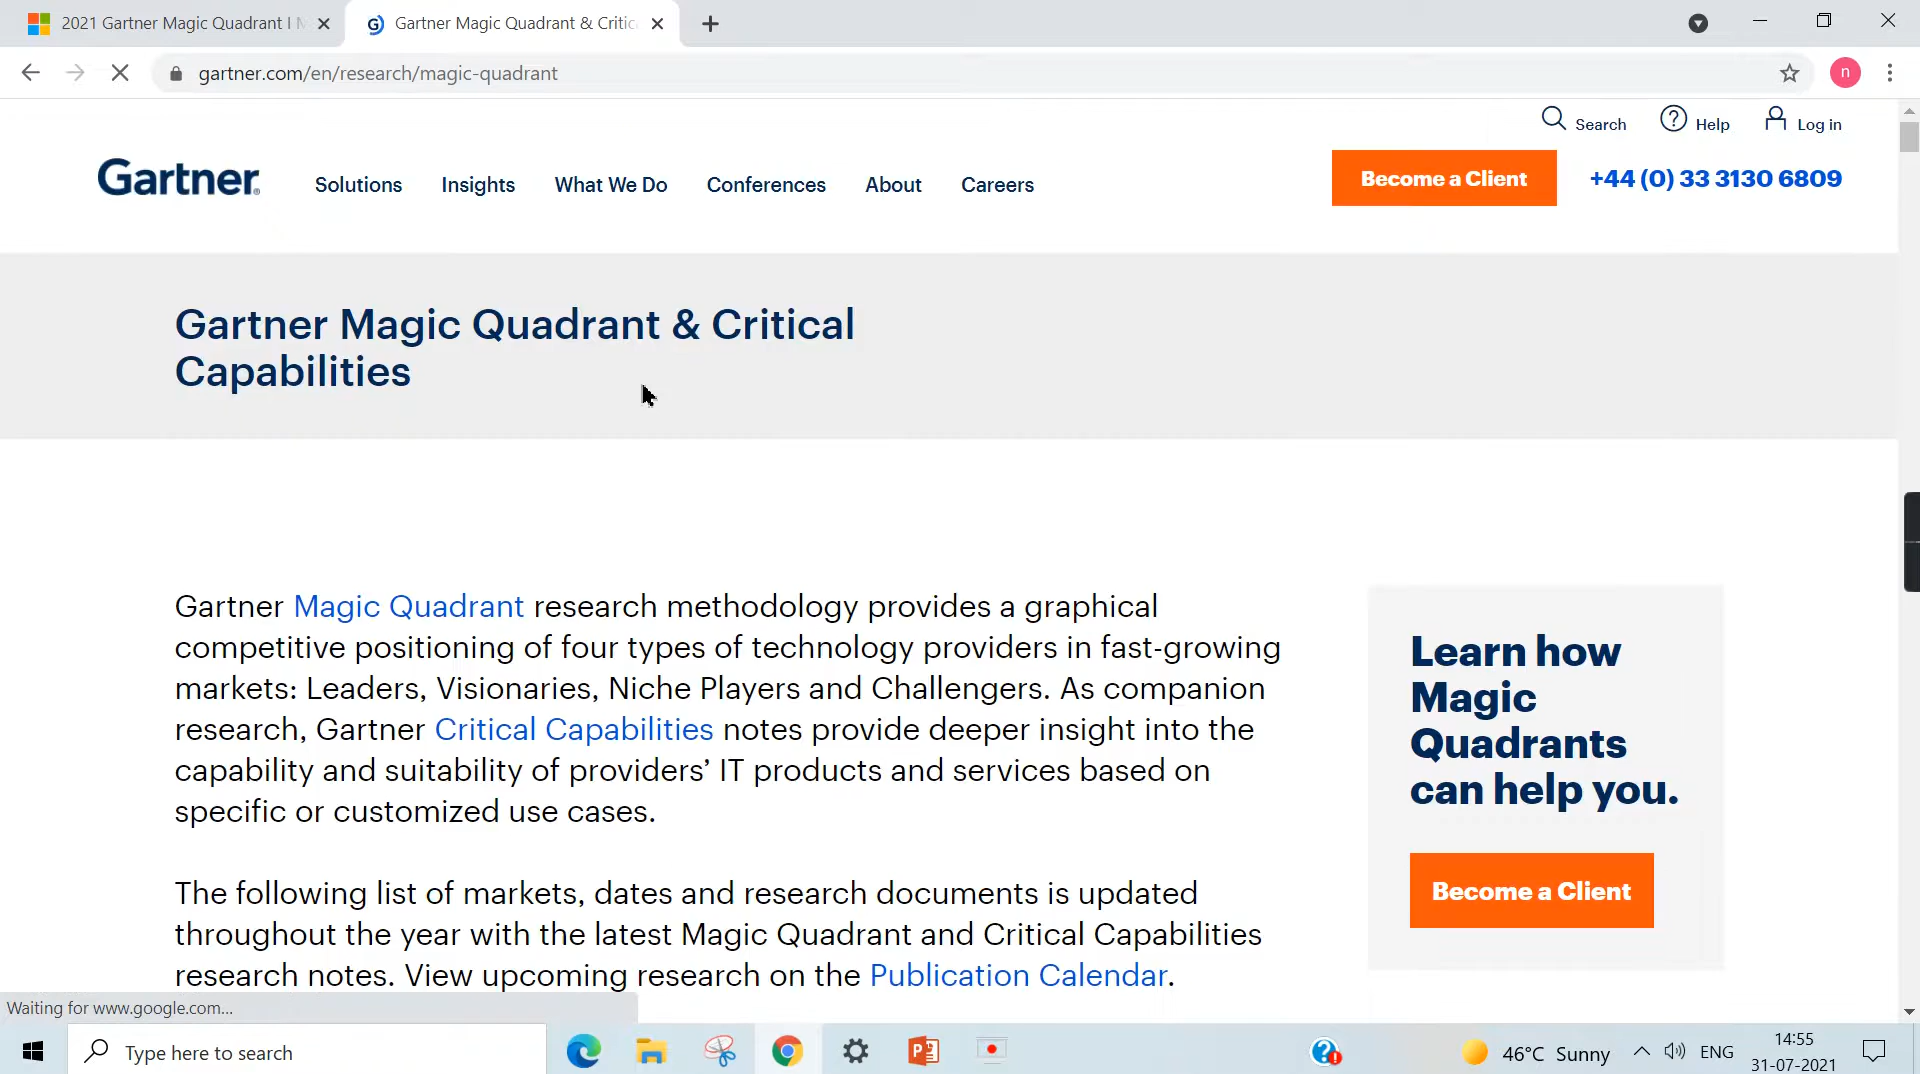 2021 Gartner Magic Quadrant I M
Gartner Magic Quadrant & Critic
gartner.com/en/research/magic-quadrant
n
Search
Help
Log in
Gartner
Solutions
Insights
What We Do
Conferences
About
Careers
Become a Client
+44 (0) 33 3130 6809
Gartner Magic Quadrant & Critical
Capabilities
Gartner Magic Quadrant research methodology provides a graphical
competitive positioning of four types of technology providers in fast-growing
markets: Leaders, Visionaries, Niche Players and Challengers. As companion
research, Gartner Critical Capabilities notes provide deeper insight into the
capability and suitability of providers’ IT products and services based on
specific or customized use cases.
The following list of markets, dates and research documents is updated
throughout the year with the latest Magic Quadrant and Critical Capabilities
research notes. View upcoming research on the Publication Calendar.
Learn how
Magic
Quadrants
can help you.
Become a Client
Waiting for www.google.com...
Type here to search
46°C Sunny
ENG
14:55
31-07-2021